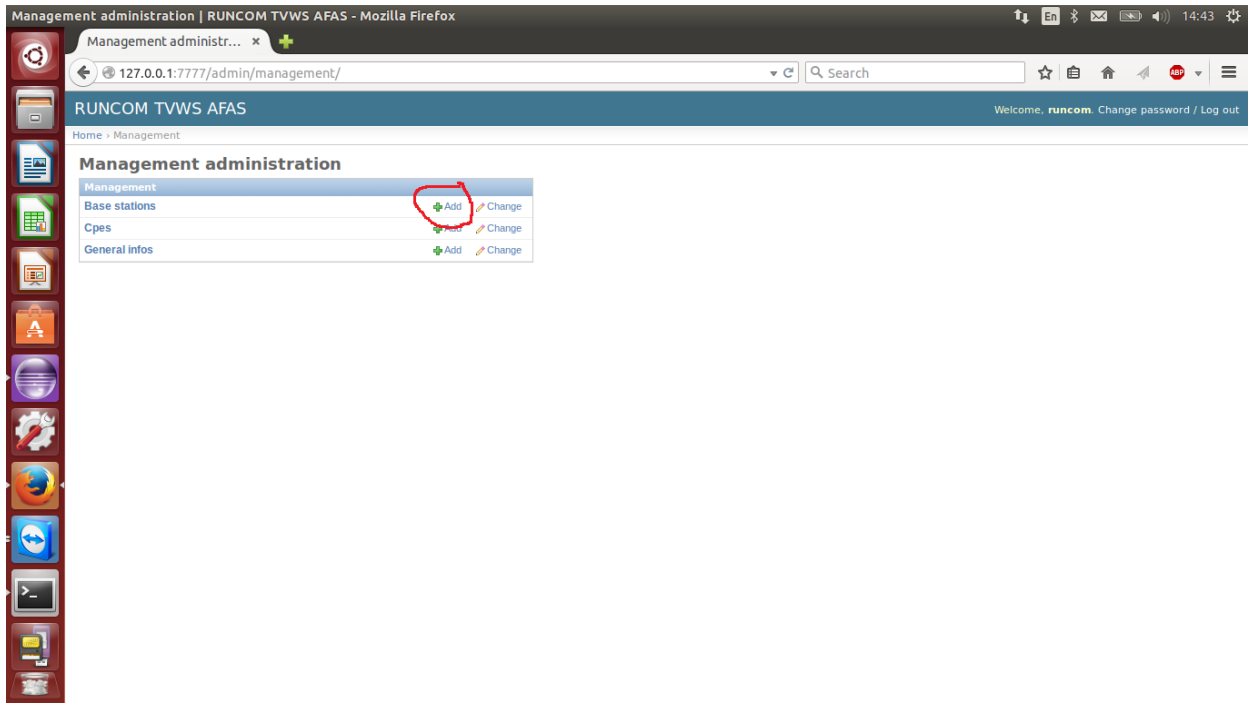 Management administration | RUNCOM TVWS AFAS - Mozilla Firefox
En
14:43
Management administr...
127.0.0.1:7777/admin/management/
Search
ABP
RUNCOM TVWS AFAS
Welcome, runcom. Change password / Log out
Home › Management
Management administration
Management
Base stations Add Change
Cpes Add Change
General infos Add Change